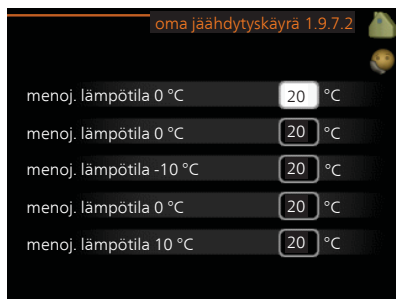 oma jäähdytyskäyrä 1.9.7.2
menoj. lämpötila 0 °C 20 °C
menoj. lämpötila 0 °C 20 °C
menoj. lämpötila -10 °C 20 °C
menoj. lämpötila 0 °C 20 °C
menoj. lämpötila 10 °C 20 °C